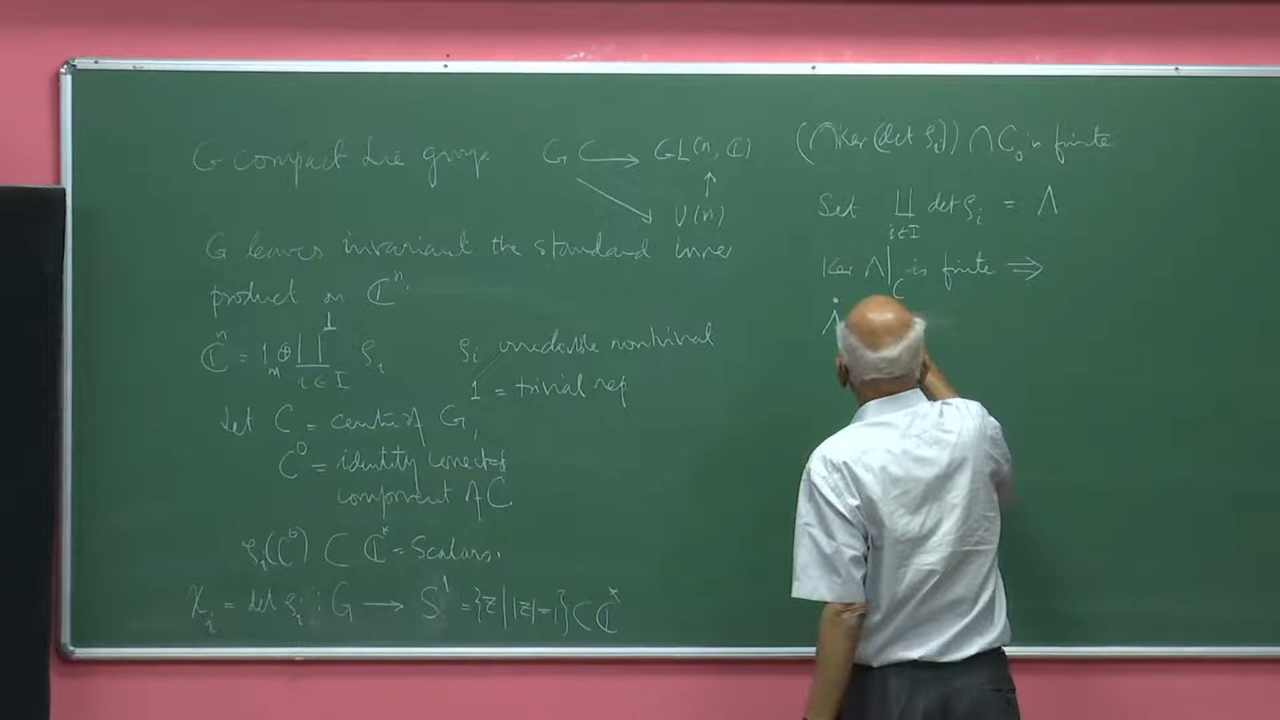 G compact Lie group. G ↪ GL(n, ℂ)
↘ U(n) ↑
G leaves invariant the standard inner
product on ℂⁿ.
ℂⁿ = 1ₘ ⊕ ∐^⊥_{i∈I} ρᵢ
ρᵢ irreducible nontrivial
1 = trivial rep
Let C = centre of G,
C⁰ = identity connected
component of C.
ρᵢ(C⁰) ⊂ ℂ* = Scalars.
χᵢ = det ρᵢ : G → S¹ = {z | |z|=1} ⊂ ℂ*
(∩ Ker (det ρᵢ)) ∩ C₀ is finite
Set ∐_{i∈I} det ρᵢ = Λ
Ker Λ|_C is finite ⇒